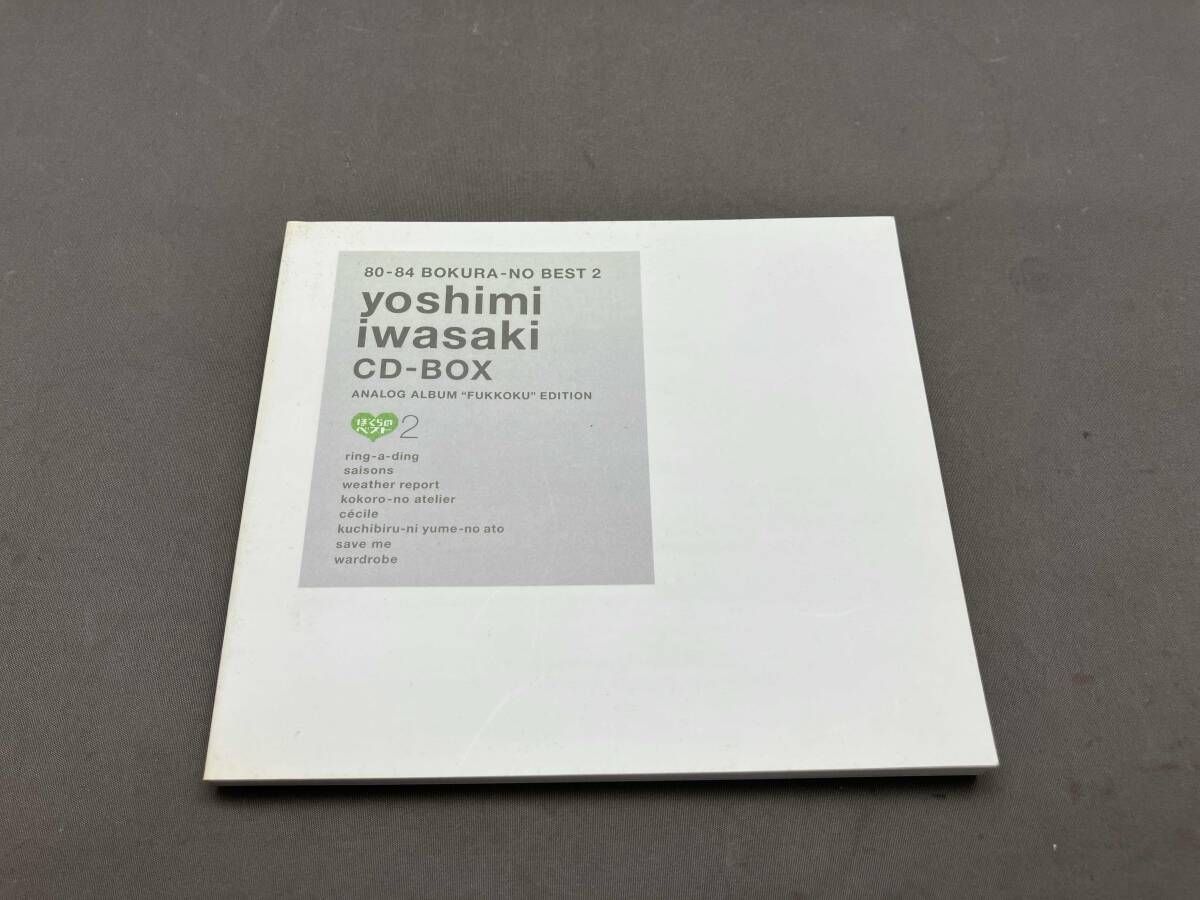 80-84 BOKURA-NO BEST 2
yoshimi
iwasaki
CD-BOX
ANALOG ALBUM "FUKKOKU" EDITION
ぼくらの
ベスト
2
ring-a-ding
saisons
weather report
kokoro-no atelier
cécile
kuchibiru-ni yume-no ato
save me
wardrobe